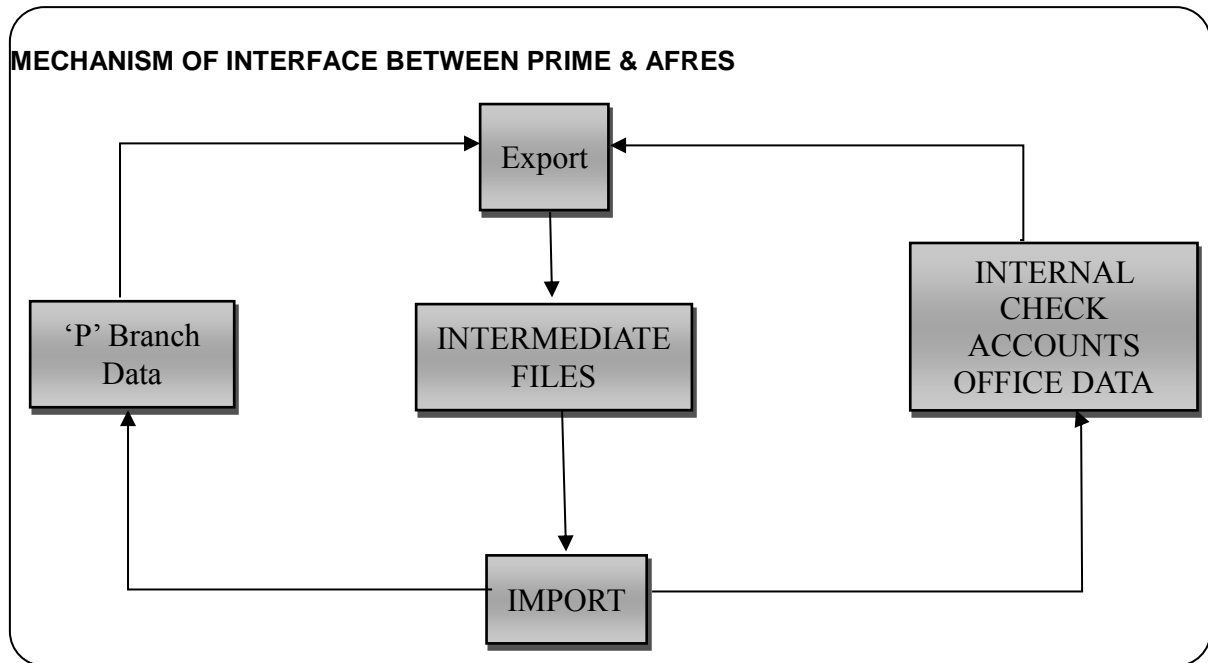 MECHANISM OF INTERFACE BETWEEN PRIME & AFRES
Export
‘P’ Branch
Data
INTERMEDIATE
FILES
INTERNAL
CHECK
ACCOUNTS
OFFICE DATA
IMPORT